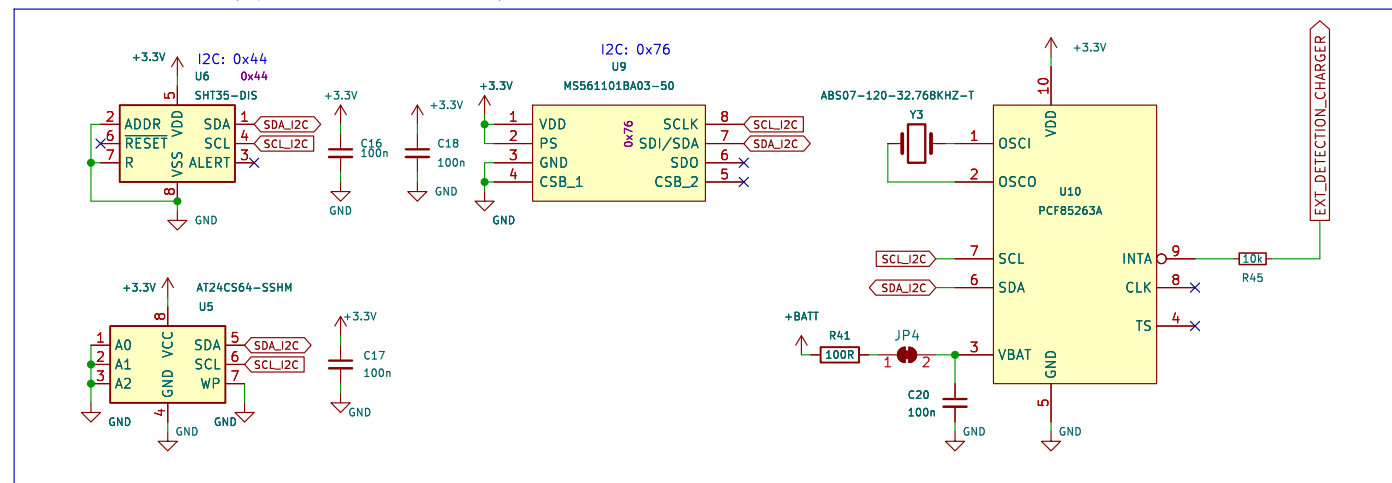 I2C: 0x44
+3.3V
U6
0x44
SHT35-DIS
5
2
ADDR
VDD
SDA
1
SDA_I2C
6
RESET
SCL
4
SCL_I2C
7
R
VSS
ALERT
3
8
GND
+3.3V
C16
100n
GND
+3.3V
C18
100n
GND
I2C: 0x76
U9
+3.3V
MS561101BA03-50
1
VDD
0x76
SCLK
8
SCL_I2C
2
PS
SDI/SDA
7
SDA_I2C
3
GND
SDO
6
4
CSB_1
CSB_2
5
GND
+3.3V
AT24CS64-SSHM
U5
8
1
A0
VCC
SDA
5
SDA_I2C
2
A1
SCL
6
SCL_I2C
3
A2
GND
WP
7
GND
4
GND
GND
+3.3V
C17
100n
GND
+3.3V
ABS07-120-32.768KHZ-T
Y3
10
VDD
1
OSCI
2
OSCO
U10
PCF85263A
SCL_I2C
7
SCL
INTA
9
10k
R45
EXT_DETECTION_CHARGER
SDA_I2C
6
SDA
CLK
8
TS
4
+BATT
R41
100R
JP4
1
2
3
VBAT
GND
C20
100n
5
GND
GND